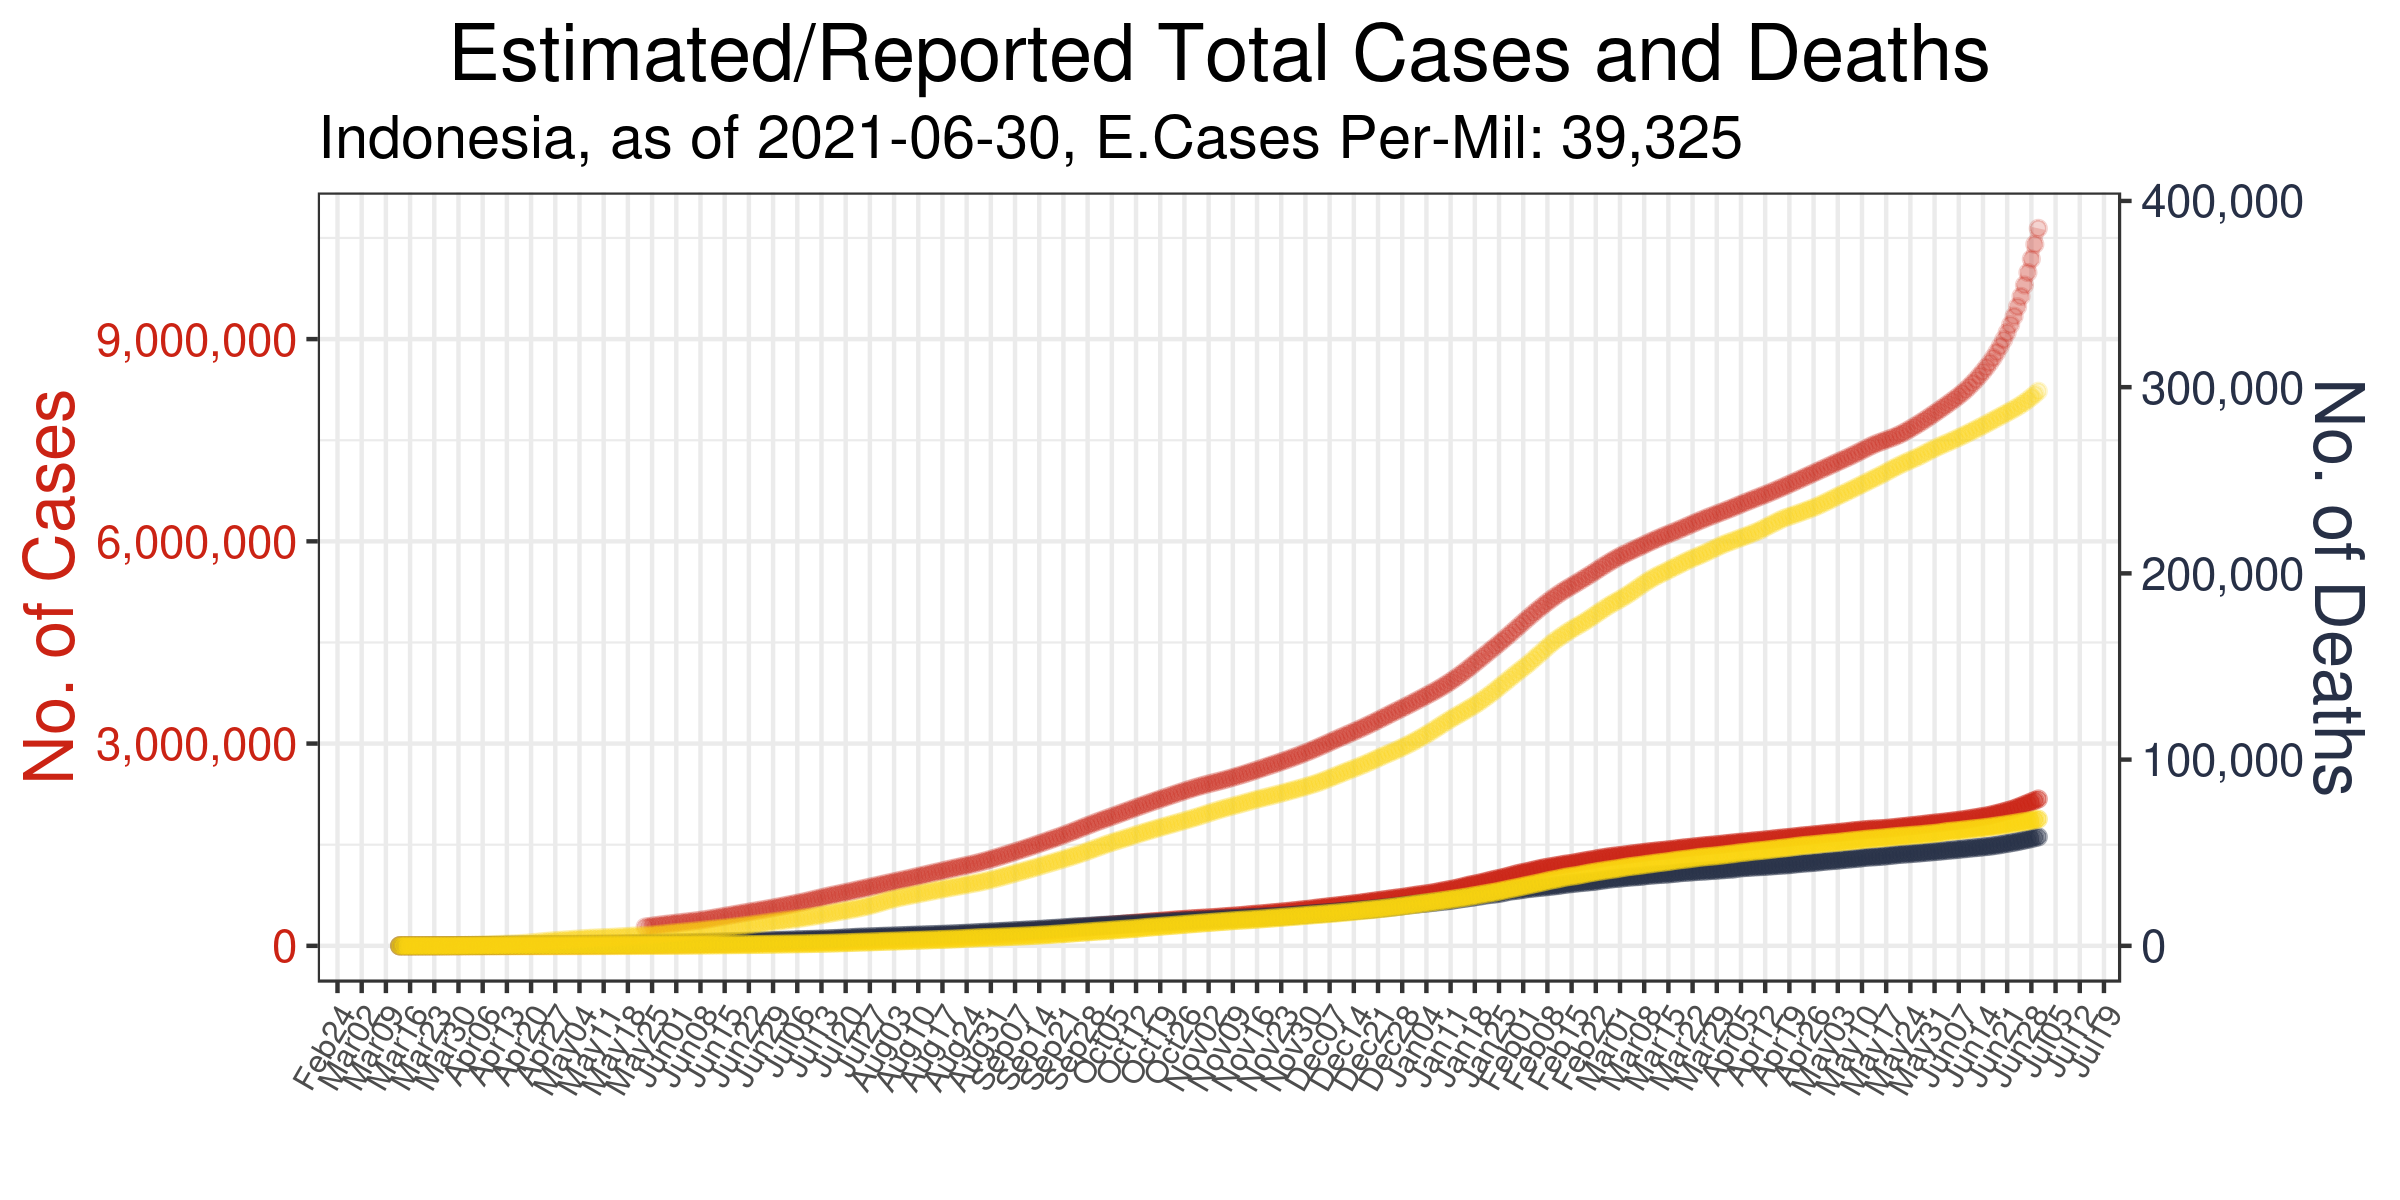 Estimated/Reported Total Cases and Deaths
Indonesia, as of 2021-06-30, E.Cases Per-Mil: 39,325
No. of Cases
9,000,000
6,000,000
3,000,000
0
400,000
300,000
200,000
100,000
0
No. of Deaths
Feb24
Mar02
Mar09
Mar16
Mar23
Mar30
Apr06
Apr13
Apr20
Apr27
May04
May11
May18
May25
Jun01
Jun08
Jun15
Jun22
Jun29
Jul06
Jul13
Jul20
Jul27
Aug03
Aug10
Aug17
Aug24
Aug31
Sep07
Sep14
Sep21
Sep28
Oct05
Oct12
Oct19
Oct26
Nov02
Nov09
Nov16
Nov23
Nov30
Dec07
Dec14
Dec21
Dec28
Jan04
Jan11
Jan18
Jan25
Feb01
Feb08
Feb15
Feb22
Mar01
Mar08
Mar15
Mar22
Mar29
Apr05
Apr12
Apr19
Apr26
May03
May10
May17
May24
May31
Jun07
Jun14
Jun21
Jun28
Jul05
Jul12
Jul19